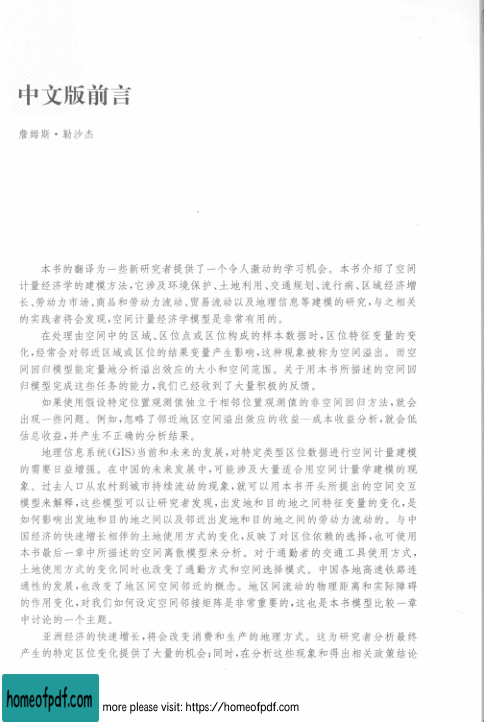 中文版前言
詹姆斯·勒沙杰
本书的翻译为一些新研究者提供了一个令人激动的学习机会。本书介绍了空间
计量经济学的建模方法,它涉及环境保护、土地利用、交通规划、流行病、区域经济增
长、劳动力市场、商品和劳动力流动、贸易流动以及地理信息等建模的研究,与之相关
的实践者将会发现,空间计量经济学模型是非常有用的。
在处理由空间中的区域、区位点或区位构成的样本数据时,区位特征变量的变
化,经常会对邻近区域或区位的结果变量产生影响,这种现象被称为空间溢出。而空
间回归模型能定量地分析溢出效应的大小和空间范围。关于用本书所描述的空间回
归模型完成这些任务的能力,我们已经收到了大量积极的反馈。
如果使用假设特定位置观测值独立于相邻位置观测值的非空间回归方法,就会
出现一些问题。例如,忽略了邻近地区空间溢出效应的收益—成本收益分析,就会低
估总收益,并产生不正确的分析结果。
地理信息系统(GIS)当前和未来的发展,对特定类型区位数据进行空间计量建模
的需要日益增强。在中国的未来发展中,可能涉及大量适合用空间计量学建模的现
象。过去人口从农村到城市持续流动的现象,就可以用本书开头所提出的空间交互
模型来解释,这些模型可以让研究者发现,出发地和目的地之间特征变量的变化,是
如何影响出发地和目的地之间以及邻近出发地和目的地之间的劳动力流动的。与中
国经济的快速增长相伴的土地使用方式的变化,反映了对区位依赖的选择,也可使用
本书最后一章中所描述的空间离散模型来分析。对于通勤者的交通工具使用方式,
土地使用方式的变化同时也改变了通勤方式和空间选择模式。中国各地高速铁路连
通性的发展,也改变了地区间空间邻近的概念。地区间流动的物理距离和实际障碍
的作用变化,对我们如何设定空间邻接矩阵是非常重要的,这也是本书模型比较一章
中讨论的一个主题。
亚洲经济的快速增长,将会改变消费和生产的地理方式。这为研究者分析最终
产生的特定区位变化提供了大量的机会;同时,在分析这些现象和得出相关政策结论
homeofpdf.com
more please visit: https://homeofpdf.com